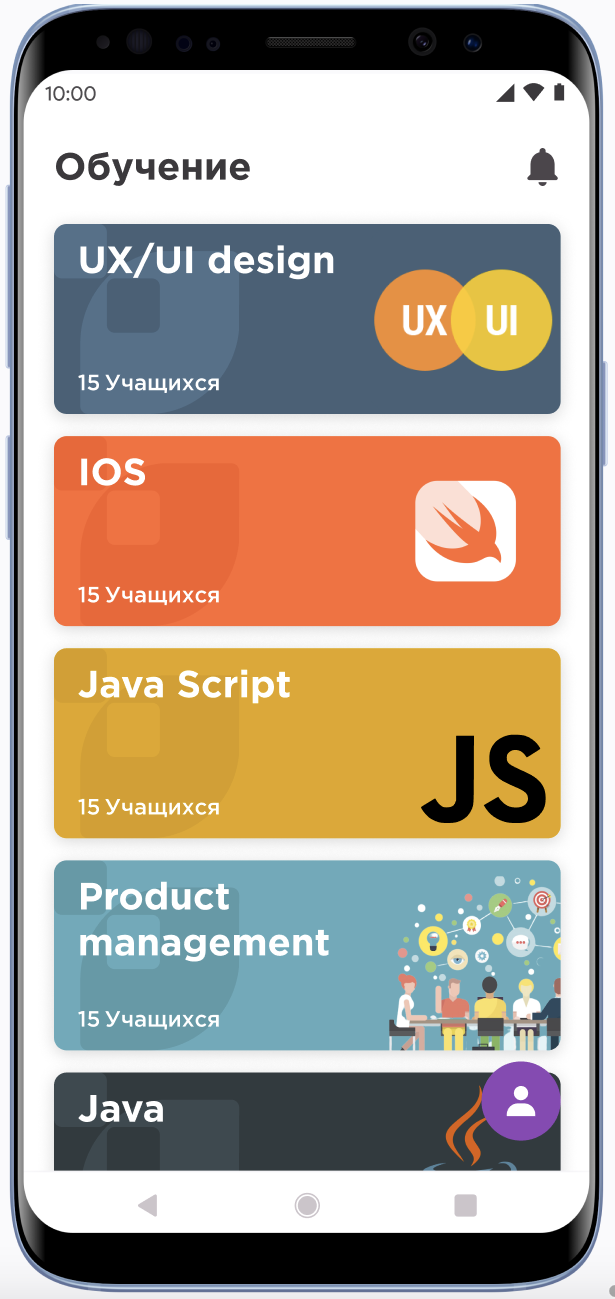 10:00
Обучение
UX/UI design
UX UI
15 Учащихся
IOS
15 Учащихся
Java Script
JS
15 Учащихся
Product
management
15 Учащихся
Java